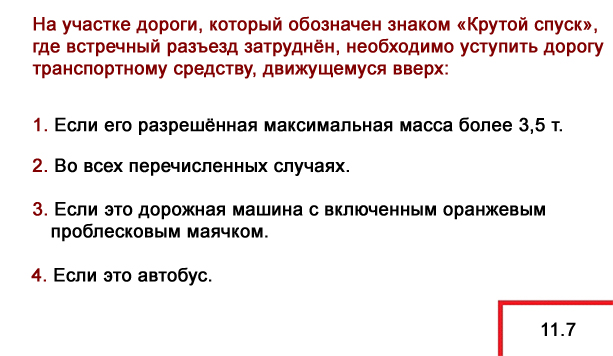 На участке дороги, который обозначен знаком «Крутой спуск»,
где встречный разъезд затруднён, необходимо уступить дорогу
транспортному средству, движущемуся вверх:
1. Если его разрешённая максимальная масса более 3,5 т.
2. Во всех перечисленных случаях.
3. Если это дорожная машина с включенным оранжевым
проблесковым маячком.
4. Если это автобус.
11.7